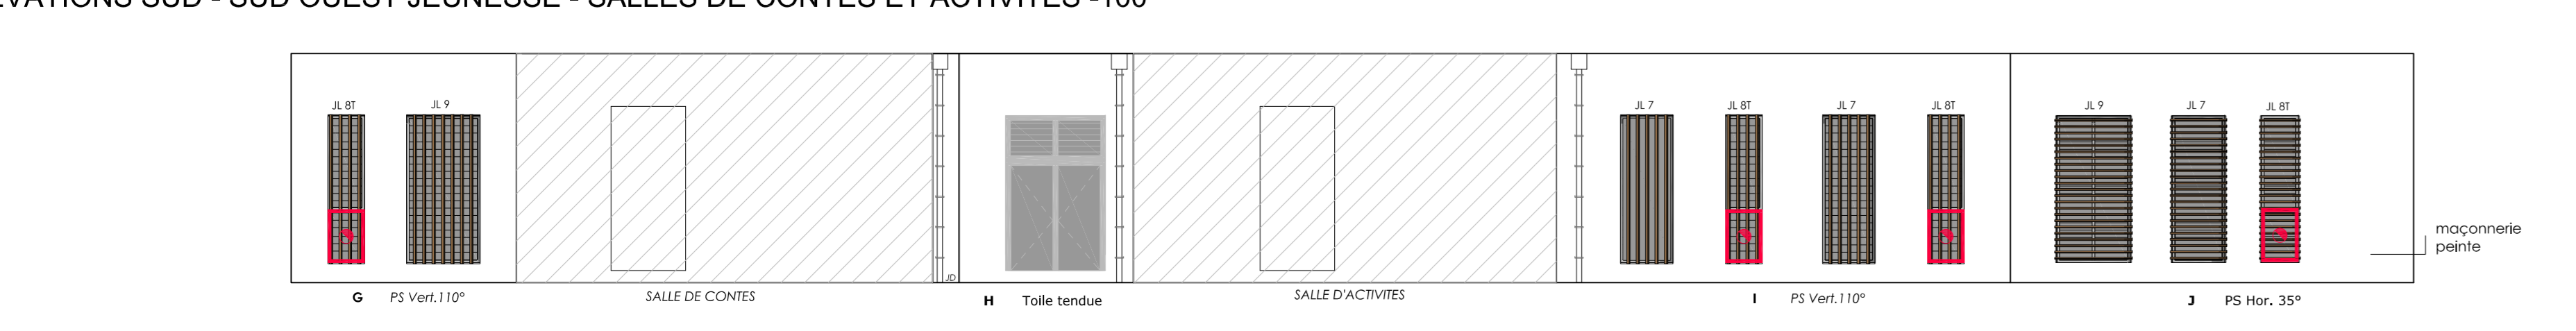 SUD - SUD OUEST JEUNESSE - SALLES DE CONTES ET ACTIVITES -100
JL 8T JL 9 JL 7 JL 8T JL 7 JL 8T JL 9 JL 7 JL 8T
maçonnerie
peinte
JD
G PS Vert.110° SALLE DE CONTES H Toile tendue SALLE D'ACTIVITES I PS Vert.110° J PS Hor. 35°